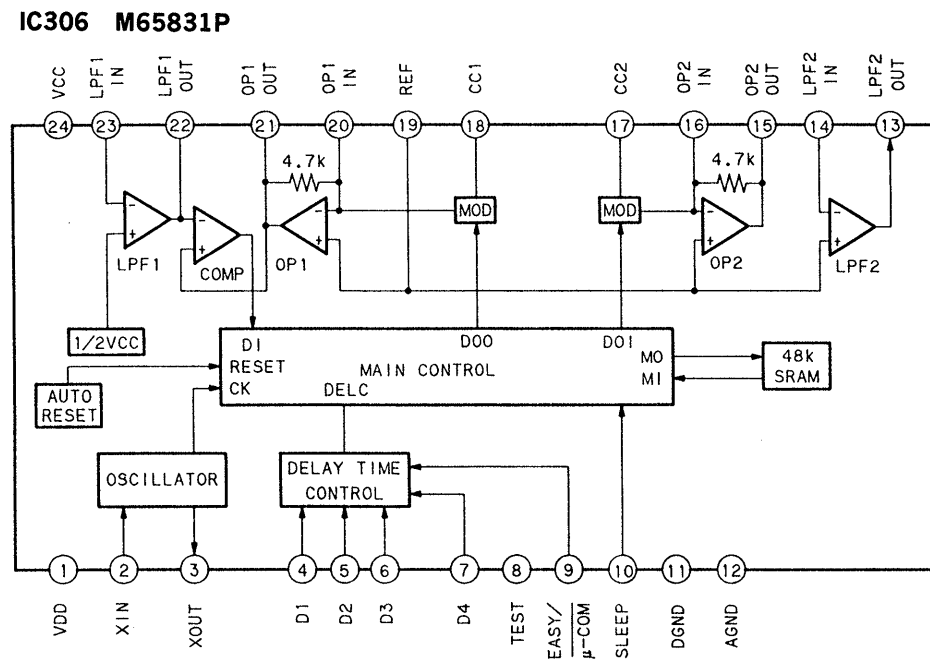 IC306 M65831P
VCC
LPF1 IN
LPF1 OUT
OP1 OUT
OP1 IN
REF
CC1
CC2
OP2 IN
OP2 OUT
LPF2 IN
LPF2 OUT
24
23
22
21
20
19
18
17
16
15
14
13
4.7k
4.7k
MOD
MOD
LPF1
COMP
OP1
OP2
LPF2
1/2VCC
DI
DO0
DO1
RESET
MAIN CONTROL
MO
48k
CK
DELC
MI
SRAM
AUTO
RESET
OSCILLATOR
DELAY TIME
CONTROL
1
2
3
4
5
6
7
8
9
10
11
12
VDD
XIN
XOUT
D1
D2
D3
D4
TEST
EASY/
μ-COM
SLEEP
DGND
AGND